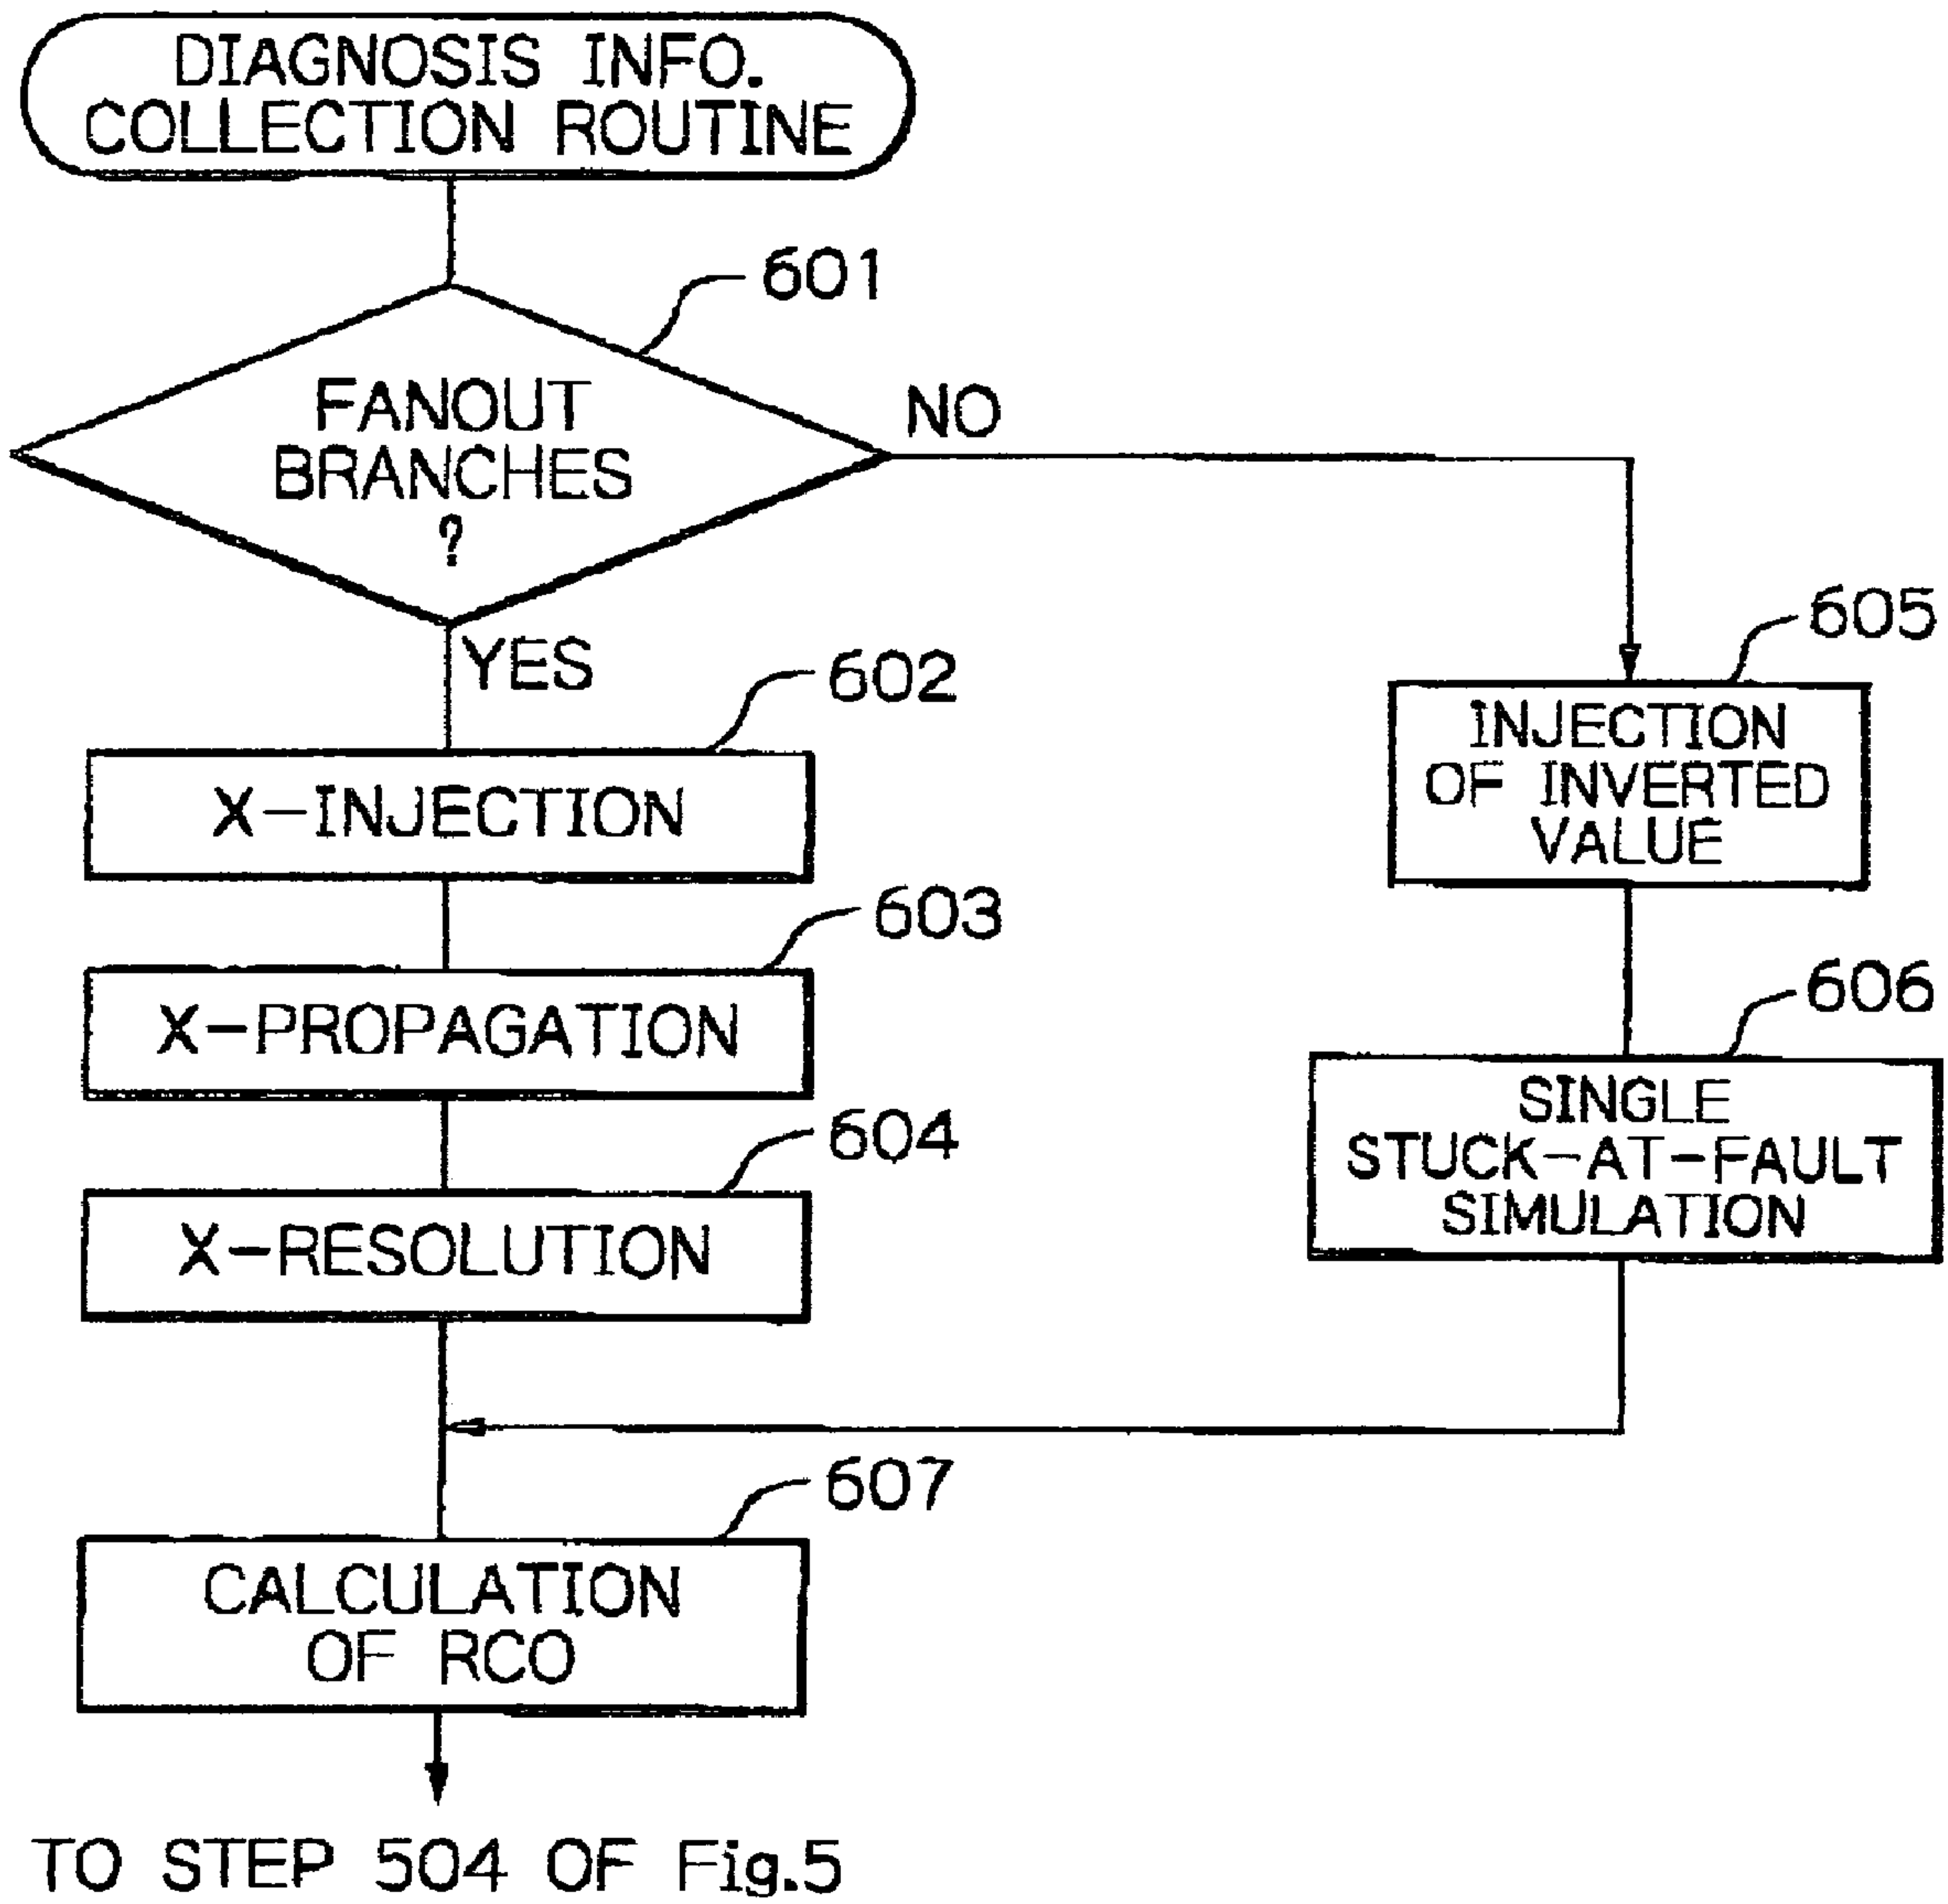 DIAGNOSIS INFO.
COLLECTION ROUTINE
601
FANOUT
BRANCHES
?
NO
YES
602
X-INJECTION
603
X-PROPAGATION
604
X-RESOLUTION
605
INJECTION
OF INVERTED
VALUE
606
SINGLE
STUCK-AT-FAULT
SIMULATION
607
CALCULATION
OF RCO
TO STEP 504 OF Fig.5